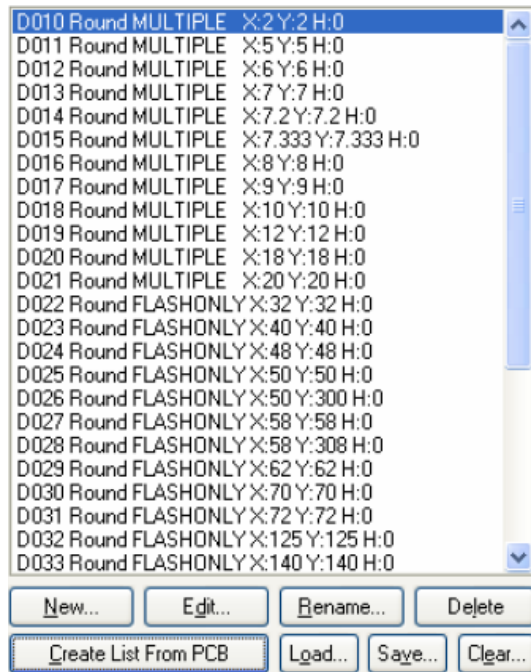 D010 Round MULTIPLE X:2 Y:2 H:0
D011 Round MULTIPLE X:5 Y:5 H:0
D012 Round MULTIPLE X:6 Y:6 H:0
D013 Round MULTIPLE X:7 Y:7 H:0
D014 Round MULTIPLE X:7.2 Y:7.2 H:0
D015 Round MULTIPLE X:7.333 Y:7.333 H:0
D016 Round MULTIPLE X:8 Y:8 H:0
D017 Round MULTIPLE X:9 Y:9 H:0
D018 Round MULTIPLE X:10 Y:10 H:0
D019 Round MULTIPLE X:12 Y:12 H:0
D020 Round MULTIPLE X:18 Y:18 H:0
D021 Round MULTIPLE X:20 Y:20 H:0
D022 Round FLASHONLY X:32 Y:32 H:0
D023 Round FLASHONLY X:40 Y:40 H:0
D024 Round FLASHONLY X:48 Y:48 H:0
D025 Round FLASHONLY X:50 Y:50 H:0
D026 Round FLASHONLY X:50 Y:300 H:0
D027 Round FLASHONLY X:58 Y:58 H:0
D028 Round FLASHONLY X:58 Y:308 H:0
D029 Round FLASHONLY X:62 Y:62 H:0
D030 Round FLASHONLY X:70 Y:70 H:0
D031 Round FLASHONLY X:72 Y:72 H:0
D032 Round FLASHONLY X:125 Y:125 H:0
D033 Round FLASHONLY X:140 Y:140 H:0
New... Edit... Rename... Delete
Create List From PCB Load... Save... Clear...